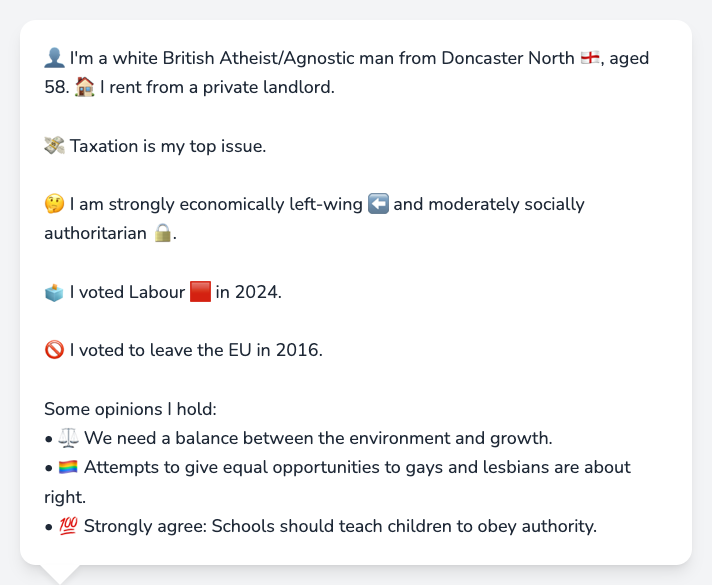 👤 I'm a white British Atheist/Agnostic man from Doncaster North 🏴󠁧󠁢󠁥󠁮󠁧󠁿, aged
58. 🏠 I rent from a private landlord.
💸 Taxation is my top issue.
🤔 I am strongly economically left-wing ⬅️ and moderately socially
authoritarian 🔒.
🗳️ I voted Labour 🟥 in 2024.
🚫 I voted to leave the EU in 2016.
Some opinions I hold:
• ⚖️ We need a balance between the environment and growth.
• 🏳️‍🌈 Attempts to give equal opportunities to gays and lesbians are about
right.
• 💯 Strongly agree: Schools should teach children to obey authority.